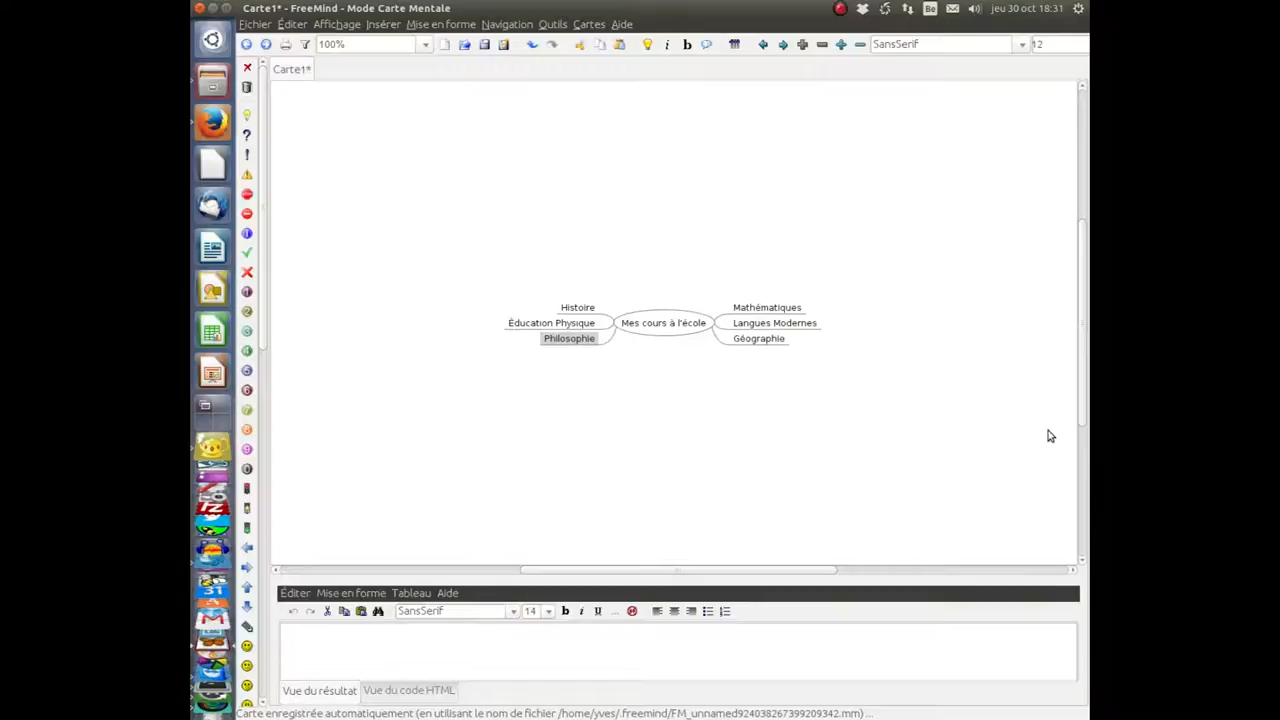 Carte1* - FreeMind - Mode Carte Mentale
Be
jeu 30 oct 18:31
Fichier Éditer Affichage Insérer Mise en forme Navigation Outils Cartes Aide
100%
SansSerif
12
Carte1*
Histoire
Éducation Physique
Philosophie
Mes cours à l'école
Mathématiques
Langues Modernes
Géographie
Éditer Mise en forme Tableau Aide
SansSerif
14
Vue du résultat
Vue du code HTML
Carte enregistrée automatiquement (en utilisant le nom de fichier /home/yves/.freemind/FM_unnamed924038267399209342.mm) ...